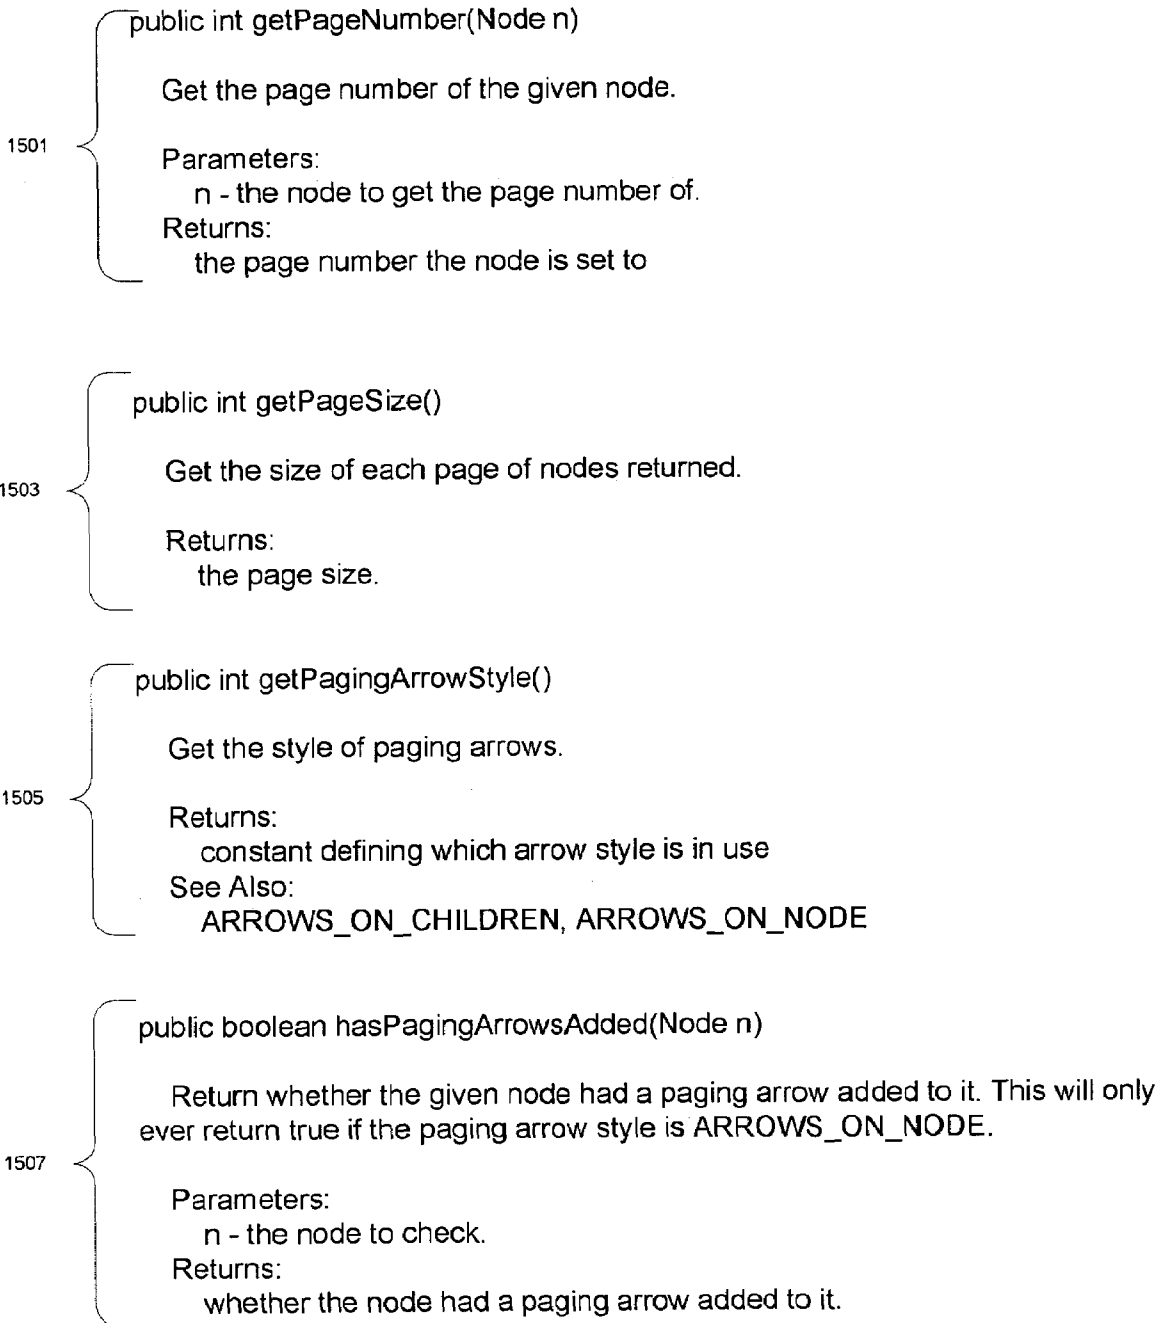 public int getPageNumber(Node n)
Get the page number of the given node.
1501
Parameters:
n - the node to get the page number of.
Returns:
the page number the node is set to
public int getPageSize()
Get the size of each page of nodes returned.
1503
Returns:
the page size.
public int getPagingArrowStyle()
Get the style of paging arrows.
1505
Returns:
constant defining which arrow style is in use
See Also:
ARROWS_ON_CHILDREN, ARROWS_ON_NODE
public boolean hasPagingArrowsAdded(Node n)
Return whether the given node had a paging arrow added to it. This will only
ever return true if the paging arrow style is ARROWS_ON_NODE.
1507
Parameters:
n - the node to check.
Returns:
whether the node had a paging arrow added to it.